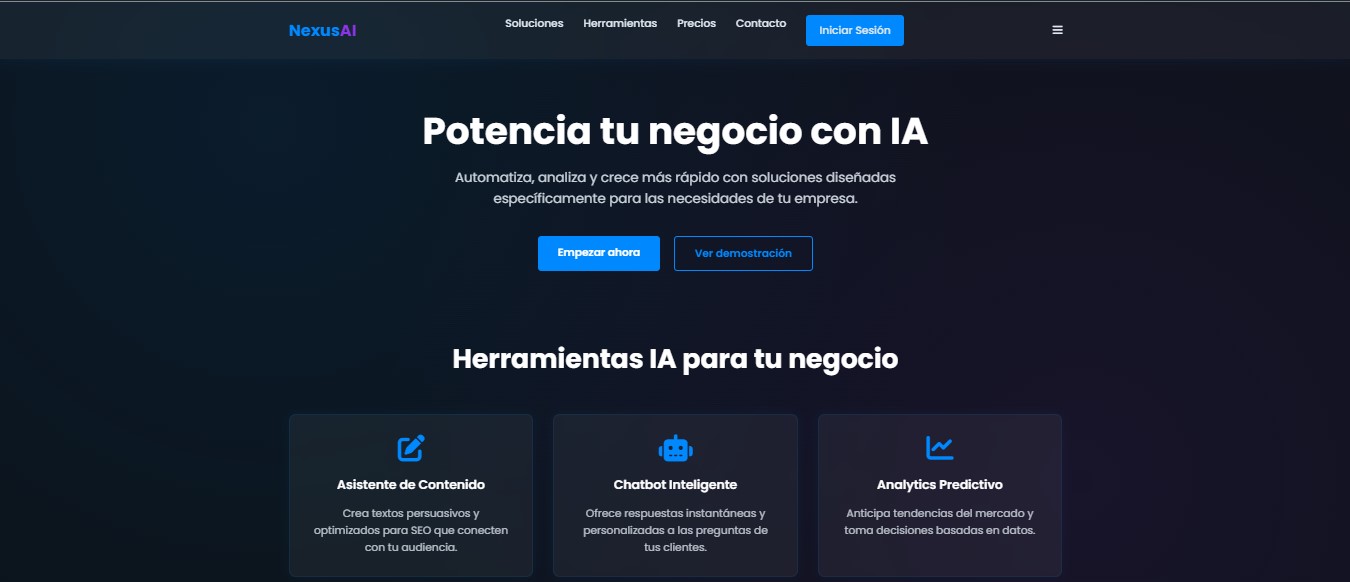 NexusAI
Soluciones Herramientas Precios Contacto Iniciar Sesión
Potencia tu negocio con IA
Automatiza, analiza y crece más rápido con soluciones diseñadas
específicamente para las necesidades de tu empresa.
Empezar ahora Ver demostración
Herramientas IA para tu negocio
Asistente de Contenido
Crea textos persuasivos y
optimizados para SEO que conecten
con tu audiencia.
Chatbot Inteligente
Ofrece respuestas instantáneas y
personalizadas a las preguntas de
tus clientes.
Analytics Predictivo
Anticipa tendencias del mercado y
toma decisiones basadas en datos.